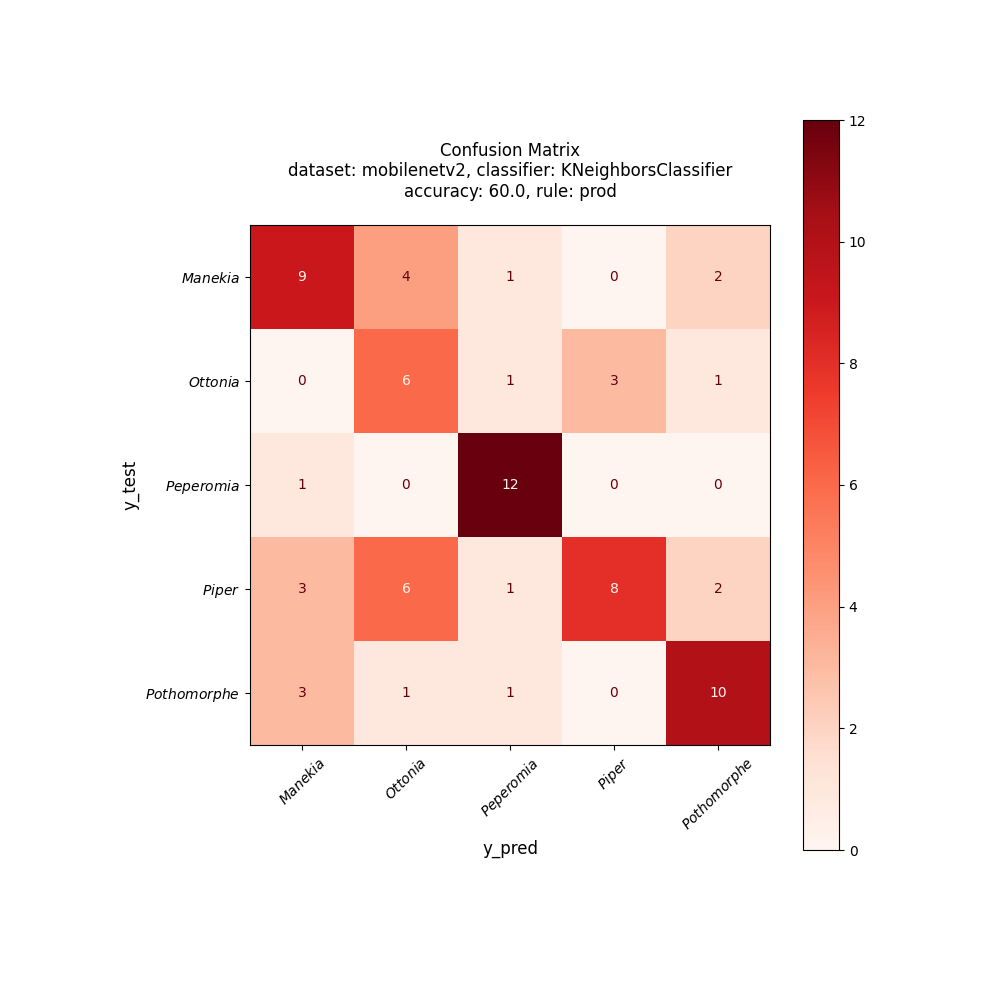 Confusion Matrix
dataset: mobilenetv2, classifier: KNeighborsClassifier
accuracy: 60.0, rule: prod
Manekia 9 4 1 0 2
Ottonia 0 6 1 3 1
Peperomia 1 0 12 0 0
Piper 3 6 1 8 2
Pothomorphe 3 1 1 0 10
Manekia Ottonia Peperomia Piper Pothomorphe
y_test
y_pred
12
10
8
6
4
2
0